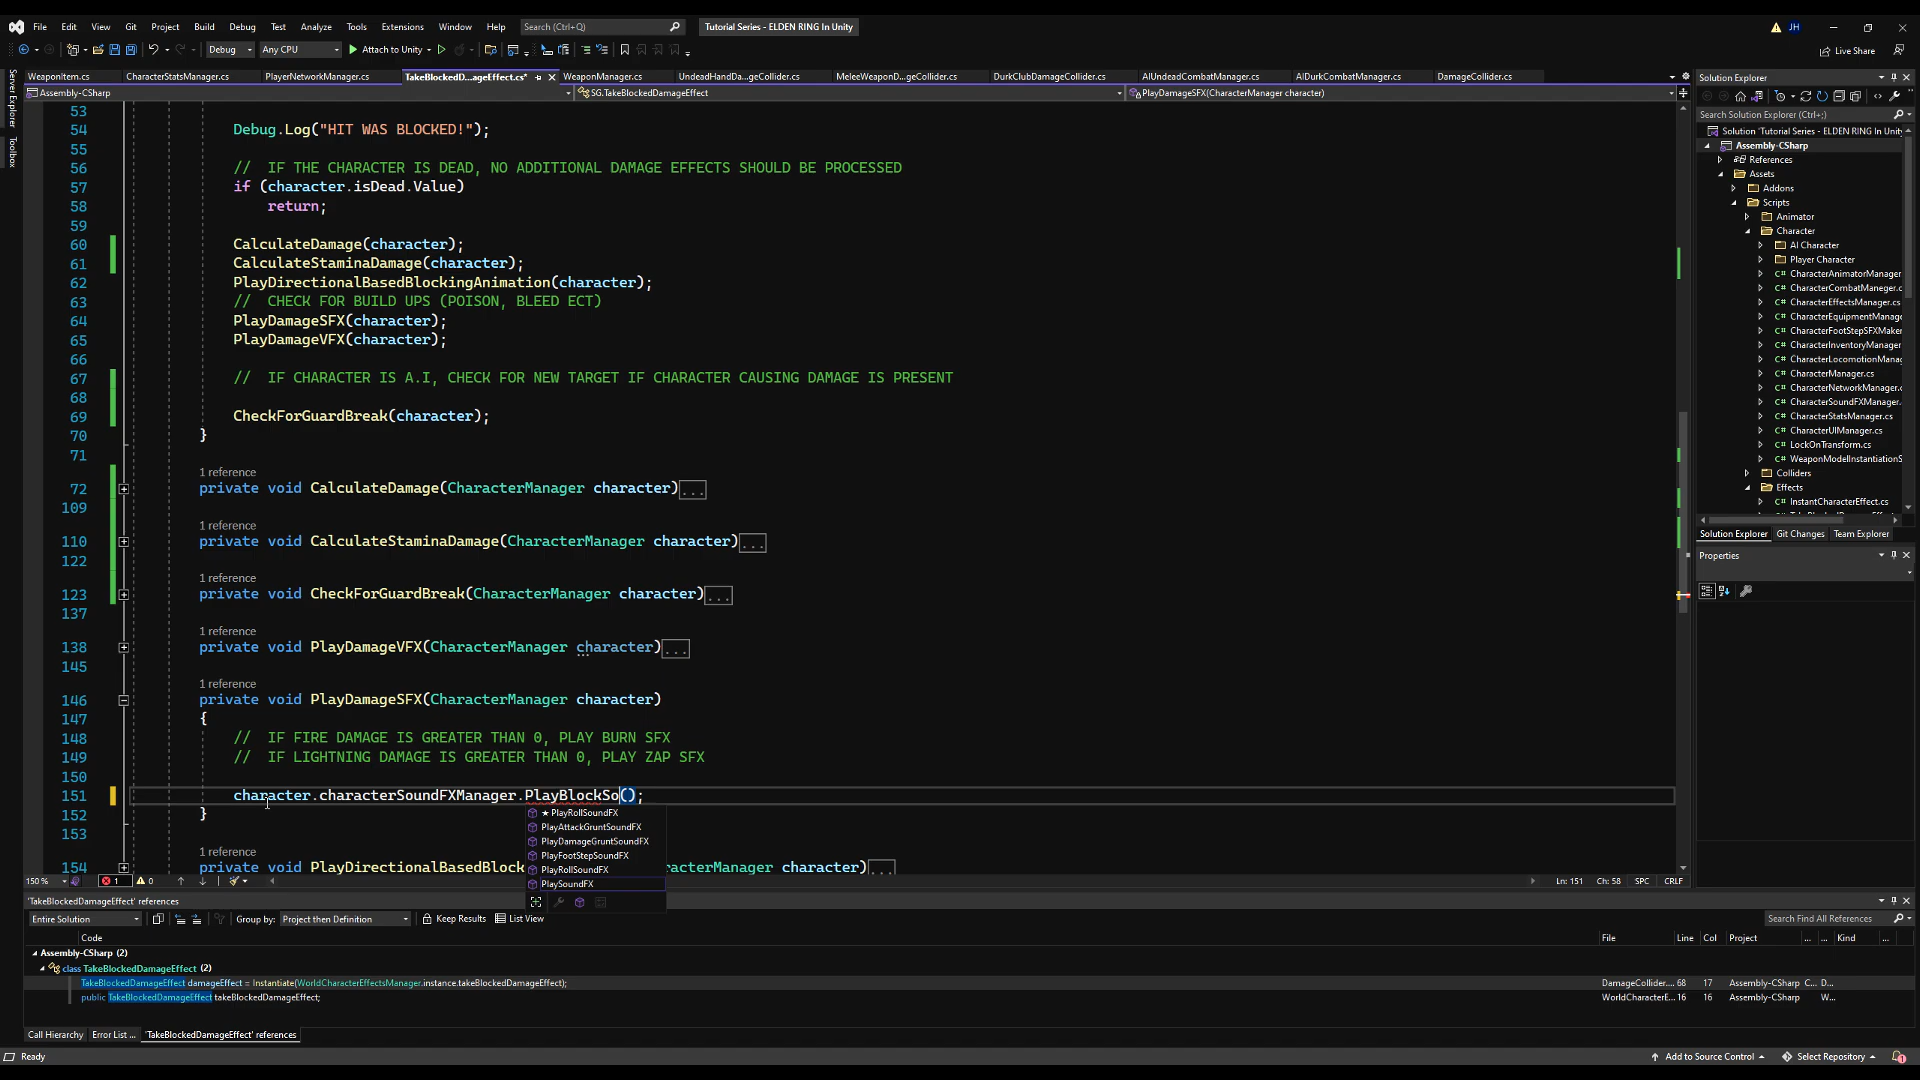 File Edit View Git Project Build Debug Test Analyze Tools Extensions Window Help Search (Ctrl+Q) Tutorial Series - ELDEN RING In Unity JH
Debug Any CPU Attach to Unity Live Share
WeaponItem.cs CharacterStatsManager.cs PlayerNetworkManager.cs TakeBlockedD...ageEffect.cs* WeaponManager.cs UndeadHandDa...geCollider.cs MeleeWeaponD...geCollider.cs DurkClubDamageCollider.cs AIUndeadCombatManager.cs AIDurkCombatManager.cs DamageCollider.cs
Assembly-CSharp SG.TakeBlockedDamageEffect PlayDamageSFX(CharacterManager character)
Server Explorer
Toolbox
53
54 Debug.Log("HIT WAS BLOCKED!");
55
56 // IF THE CHARACTER IS DEAD, NO ADDITIONAL DAMAGE EFFECTS SHOULD BE PROCESSED
57 if (character.isDead.Value)
58 return;
59
60 CalculateDamage(character);
61 CalculateStaminaDamage(character);
62 PlayDirectionalBasedBlockingAnimation(character);
63 // CHECK FOR BUILD UPS (POISON, BLEED ECT)
64 PlayDamageSFX(character);
65 PlayDamageVFX(character);
66
67 // IF CHARACTER IS A.I, CHECK FOR NEW TARGET IF CHARACTER CAUSING DAMAGE IS PRESENT
68
69 CheckForGuardBreak(character);
70 }
71
1 reference
72 private void CalculateDamage(CharacterManager character)...
109
1 reference
110 private void CalculateStaminaDamage(CharacterManager character)...
122
1 reference
123 private void CheckForGuardBreak(CharacterManager character)...
137
1 reference
138 private void PlayDamageVFX(CharacterManager character)...
145
1 reference
146 private void PlayDamageSFX(CharacterManager character)
147 {
148 // IF FIRE DAMAGE IS GREATER THAN 0, PLAY BURN SFX
149 // IF LIGHTNING DAMAGE IS GREATER THAN 0, PLAY ZAP SFX
150
151 character.characterSoundFXManager.PlayBlockSo();
152 }
153
1 reference
154 private void PlayDirectionalBasedBlock aracterManager character)...
★ PlayRollSoundFX
PlayAttackGruntSoundFX
PlayDamageGruntSoundFX
PlayFootStepSoundFX
PlayRollSoundFX
PlaySoundFX
150 % 1 0 Ln: 151 Ch: 58 SPC CRLF
'TakeBlockedDamageEffect' references
Entire Solution Group by: Project then Definition Keep Results List View Search Find All References
Code File Line Col Project ... ... Kind ...
Assembly-CSharp (2)
class TakeBlockedDamageEffect (2)
TakeBlockedDamageEffect damageEffect = Instantiate(WorldCharacterEffectsManager.instance.takeBlockedDamageEffect); DamageCollider.... 68 17 Assembly-CSharp C... D...
public TakeBlockedDamageEffect takeBlockedDamageEffect; WorldCharacterE... 16 16 Assembly-CSharp W...
Call Hierarchy Error List ... 'TakeBlockedDamageEffect' references
Ready Add to Source Control Select Repository
Solution Explorer
Search Solution Explorer (Ctrl+;)
Solution 'Tutorial Series - ELDEN RING In Unity
Assembly-CSharp
References
Assets
Addons
Scripts
Animator
Character
AI Character
Player Character
C# CharacterAnimatorManager
C# CharacterCombatManeger.c
C# CharacterEffectsManager.cs
C# CharacterEquipmentManage
C# CharacterFootStepSFXMaker
C# CharacterInventoryManager
C# CharacterLocomotionManag
C# CharacterManager.cs
C# CharacterNetworkManager.c
C# CharacterSoundFXManager.
C# CharacterStatsManager.cs
C# CharacterUIManager.cs
C# LockOnTransform.cs
C# WeaponModelInstantiationS
Colliders
Effects
C# InstantCharacterEffect.cs
Solution Explorer Git Changes Team Explorer
Properties